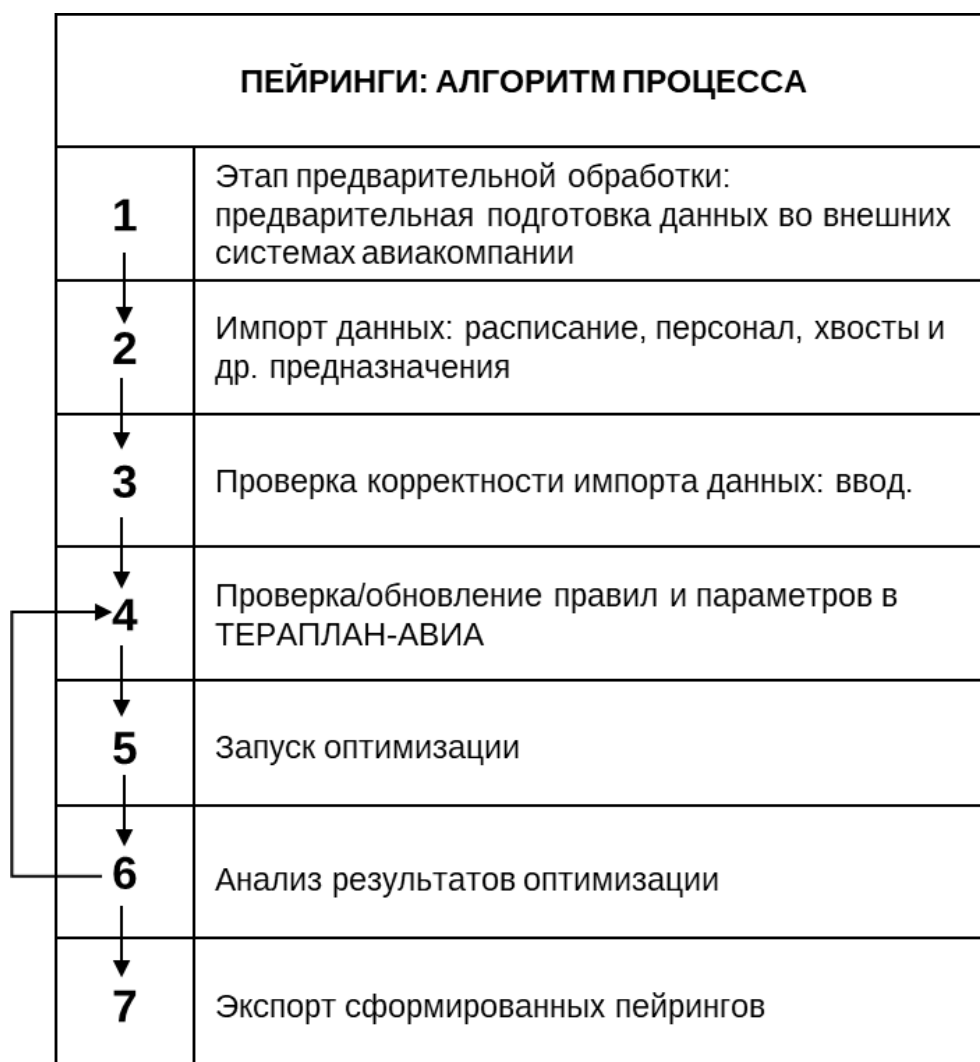 ПЕЙРИНГИ: АЛГОРИТМ ПРОЦЕССА
1
Этап предварительной обработки:
предварительная подготовка данных во внешних
системах авиакомпании
2
Импорт данных: расписание, персонал, хвосты и
др. предназначения
3
Проверка корректности импорта данных: ввод.
4
Проверка/обновление правил и параметров в
ТЕРАПЛАН-АВИА
5
Запуск оптимизации
6
Анализ результатов оптимизации
7
Экспорт сформированных пейрингов